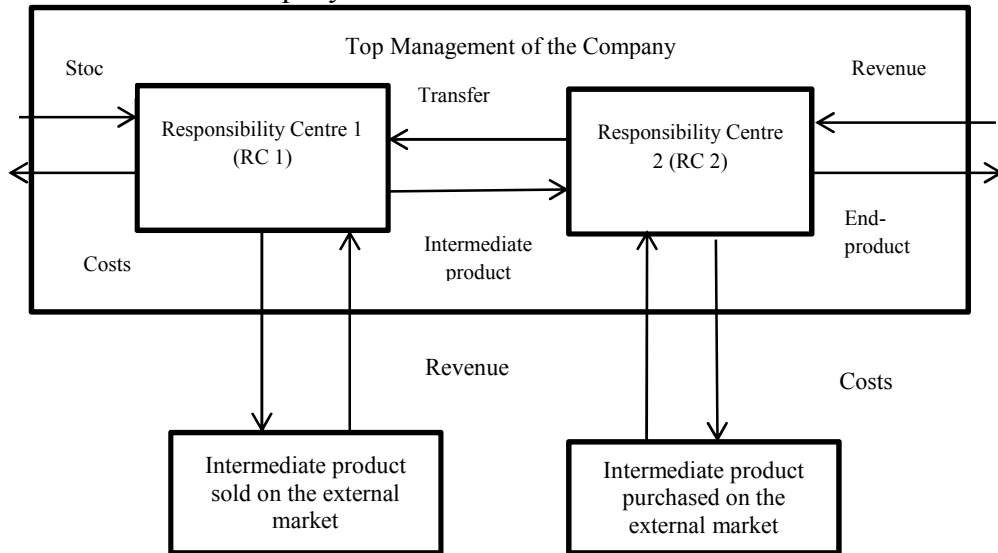 Top Management of the Company
Stoc
Revenue
Transfer
Responsibility Centre 1
(RC 1)
Responsibility Centre
2 (RC 2)
Costs
Intermediate
product
End-
product
Revenue
Costs
Intermediate product
sold on the external
market
Intermediate product
purchased on the
external market